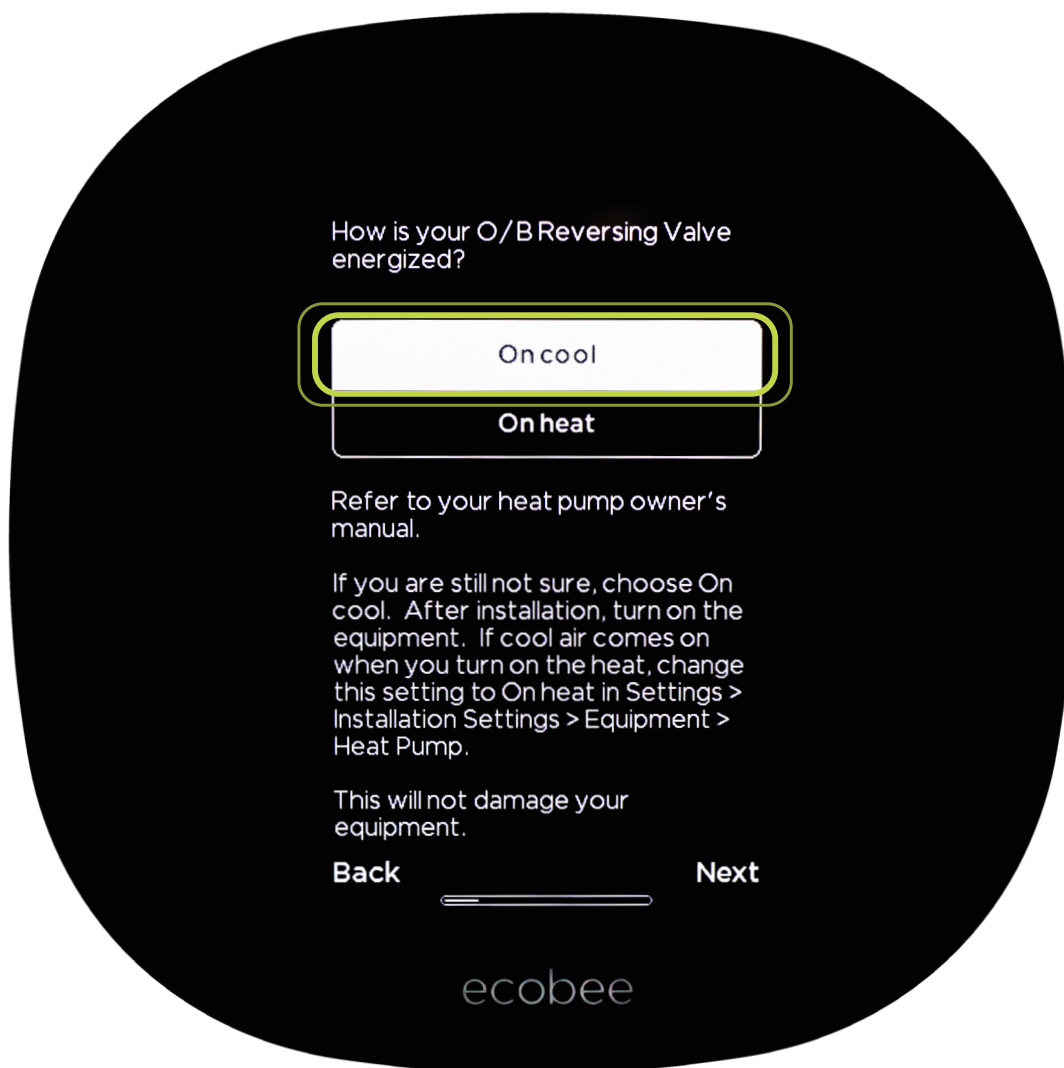 How is your O/B Reversing Valve
energized?
On cool
On heat
Refer to your heat pump owner's
manual.
If you are still not sure, choose On
cool. After installation, turn on the
equipment. If cool air comes on
when you turn on the heat, change
this setting to On heat in Settings >
Installation Settings > Equipment >
Heat Pump.
This will not damage your
equipment.
Back Next
ecobee